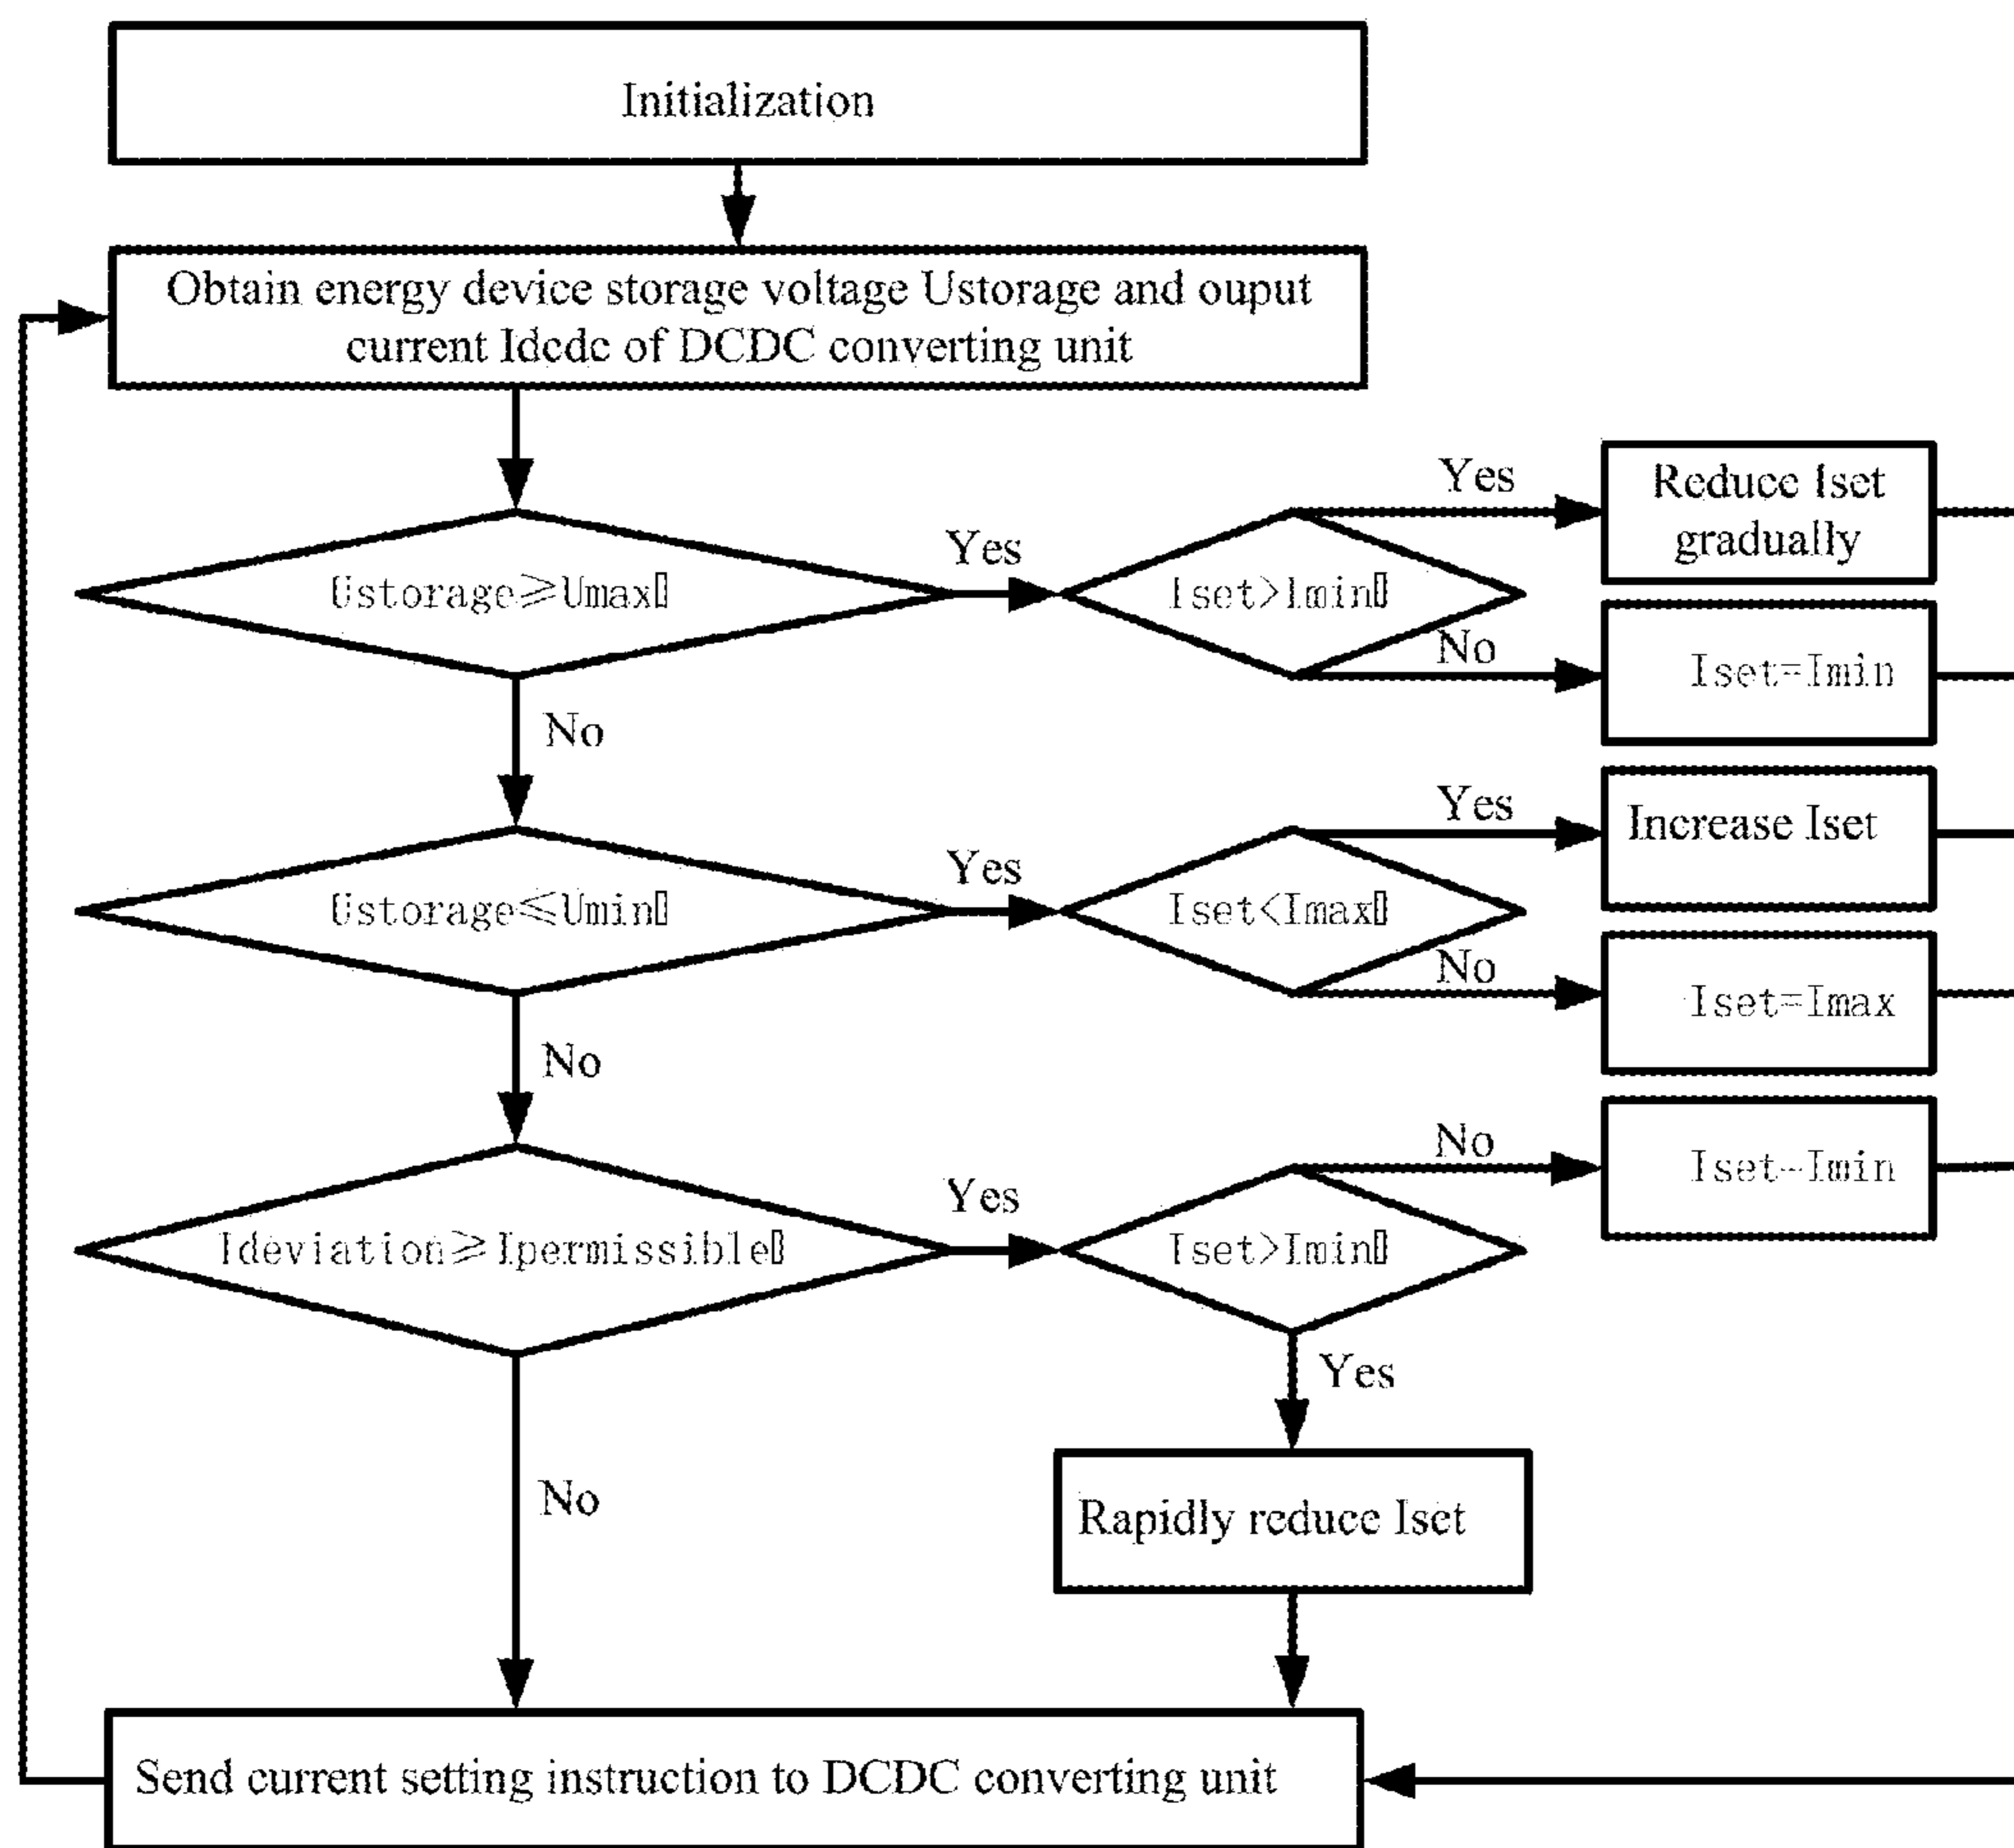 Initialization
Obtain energy device storage voltage Ustorage and ouput
current Idcdc of DCDC converting unit
Yes
Reduce Iset
gradually
Yes
Ustorage≥Umax
Iset>Imin
No
Iset=Imin
No
Yes
Increase Iset
Yes
Ustorage≤Umin
Iset<Imax
No
Iset=Imax
No
No
Iset=Imin
Yes
Ideviation≥Ipermissible
Iset>Imin
Yes
No
Rapidly reduce Iset
Send current setting instruction to DCDC converting unit